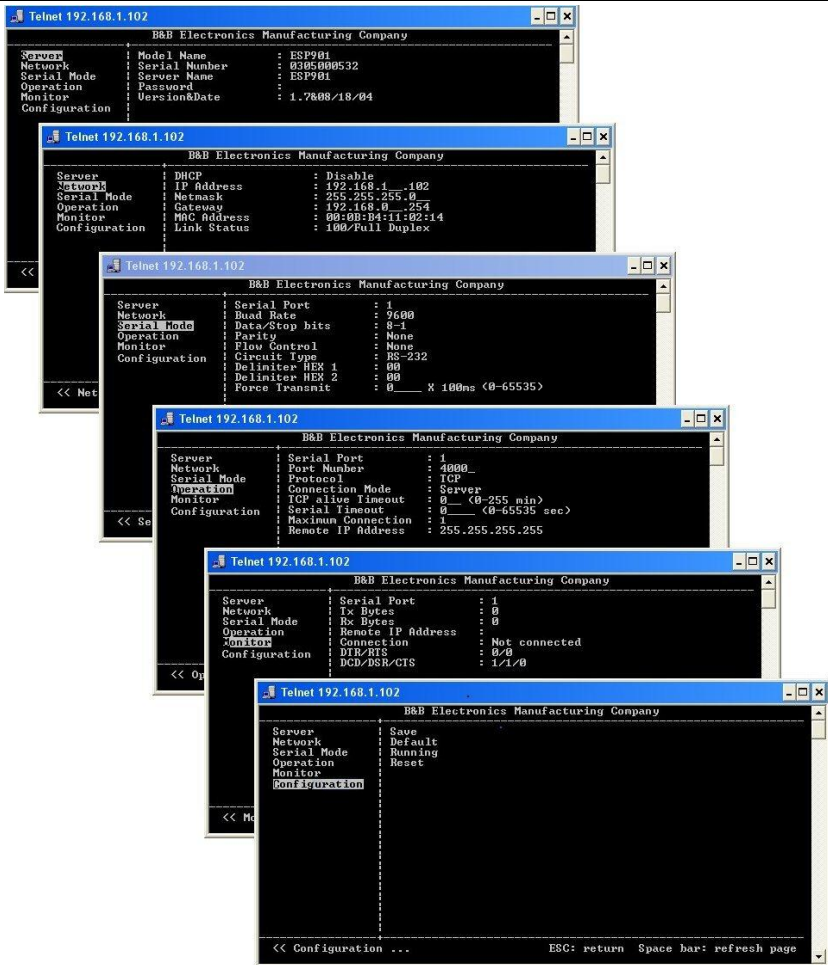 Telnet 192.168.1.102
B&B Electronics Manufacturing Company
Server
Network
Serial Mode
Operation
Monitor
Configuration
Model Name : ESP901
Serial Number : 0305000532
Server Name : ESP901
Password :
Version&Date : 1.7&08/18/04
<<
Telnet 192.168.1.102
B&B Electronics Manufacturing Company
Server
Network
Serial Mode
Operation
Monitor
Configuration
DHCP : Disable
IP Address : 192.168.1__.102
Netmask : 255.255.255.0__
Gateway : 192.168.0__.254
MAC Address : 00:0B:B4:11:02:14
Link Status : 100/Full Duplex
<< Net
Telnet 192.168.1.102
B&B Electronics Manufacturing Company
Server
Network
Serial Mode
Operation
Monitor
Configuration
Serial Port : 1
Buad Rate : 9600
Data/Stop bits : 8-1
Parity : None
Flow Control : None
Circuit Type : RS-232
Delimiter HEX 1 : 00
Delimiter HEX 2 : 00
Force Transmit : 0____ X 100ms (0-65535)
<< Se
Telnet 192.168.1.102
B&B Electronics Manufacturing Company
Server
Network
Serial Mode
Operation
Monitor
Configuration
Serial Port : 1
Port Number : 4000_
Protocol : TCP
Connection Mode : Server
TCP alive Timeout : 0__ (0-255 min)
Serial Timeout : 0____ (0-65535 sec)
Maximum Connection : 1
Remote IP Address : 255.255.255.255
<< Op
Telnet 192.168.1.102
B&B Electronics Manufacturing Company
Server
Network
Serial Mode
Operation
Monitor
Configuration
Serial Port : 1
Tx Bytes : 0
Rx Bytes : 0
Remote IP Address :
Connection : Not connected
DTR/RTS : 0/0
DCD/DSR/CTS : 1/1/0
<< Mo
Telnet 192.168.1.102
B&B Electronics Manufacturing Company
Server
Network
Serial Mode
Operation
Monitor
Configuration
Save
Default
Running
Reset
<< Configuration ... ESC: return Space bar: refresh page